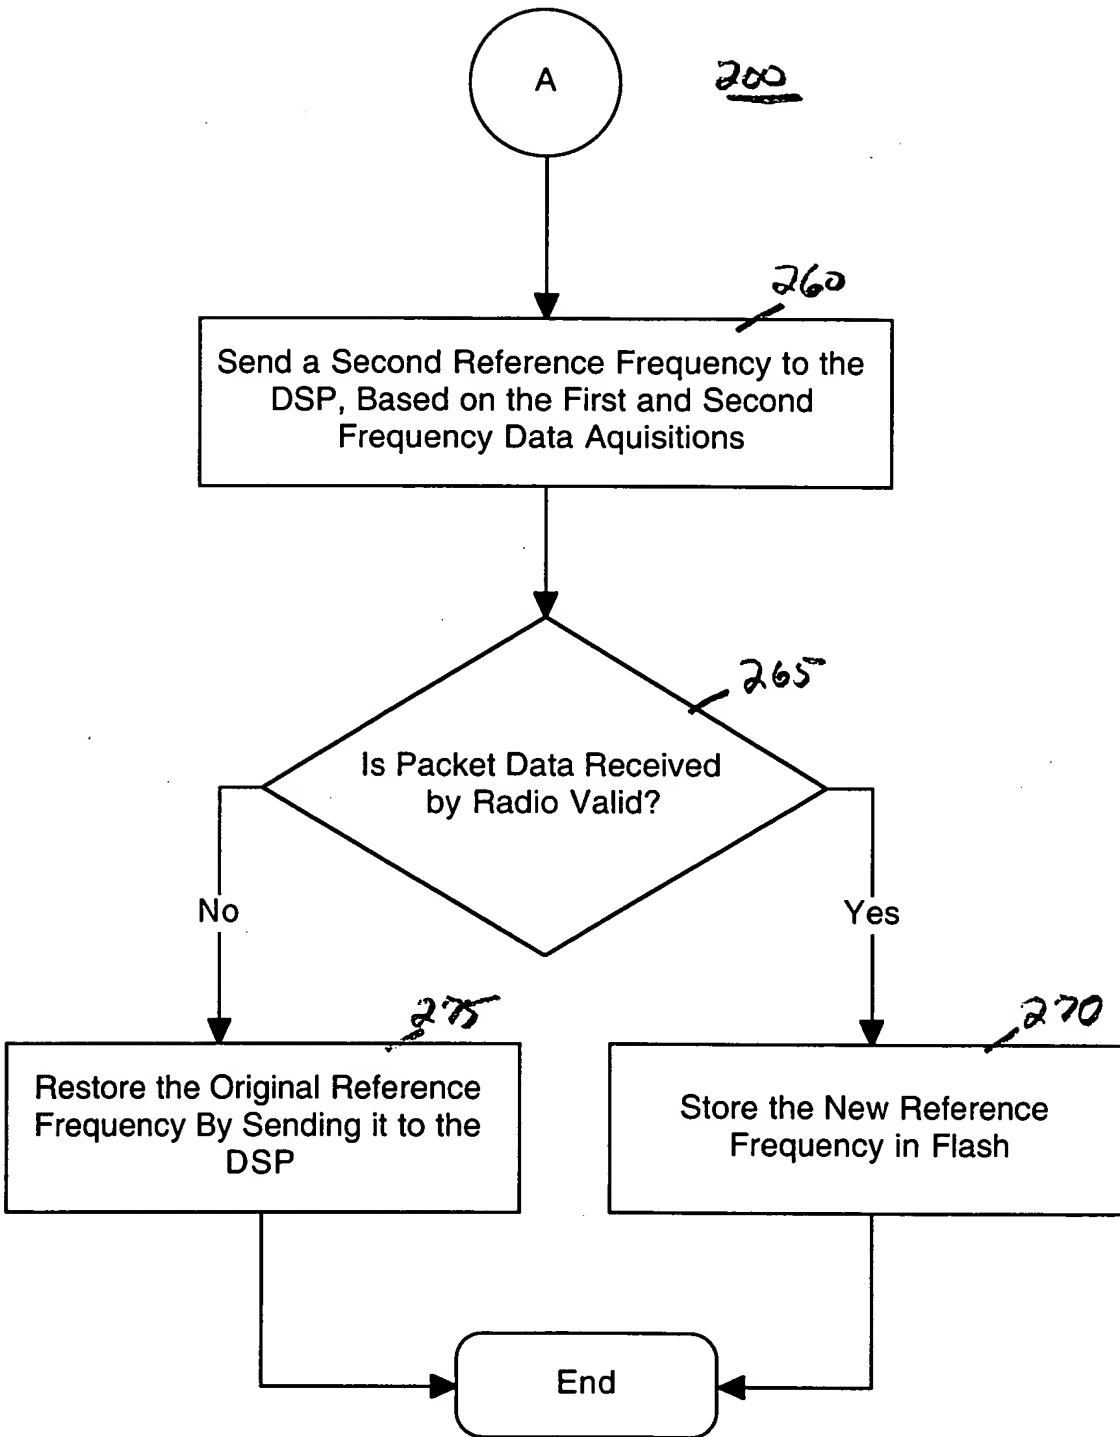 A
200
260
Send a Second Reference Frequency to the
DSP, Based on the First and Second
Frequency Data Aquisitions
265
Is Packet Data Received
by Radio Valid?
No
Yes
275
270
Restore the Original Reference
Frequency By Sending it to the
DSP
Store the New Reference
Frequency in Flash
End